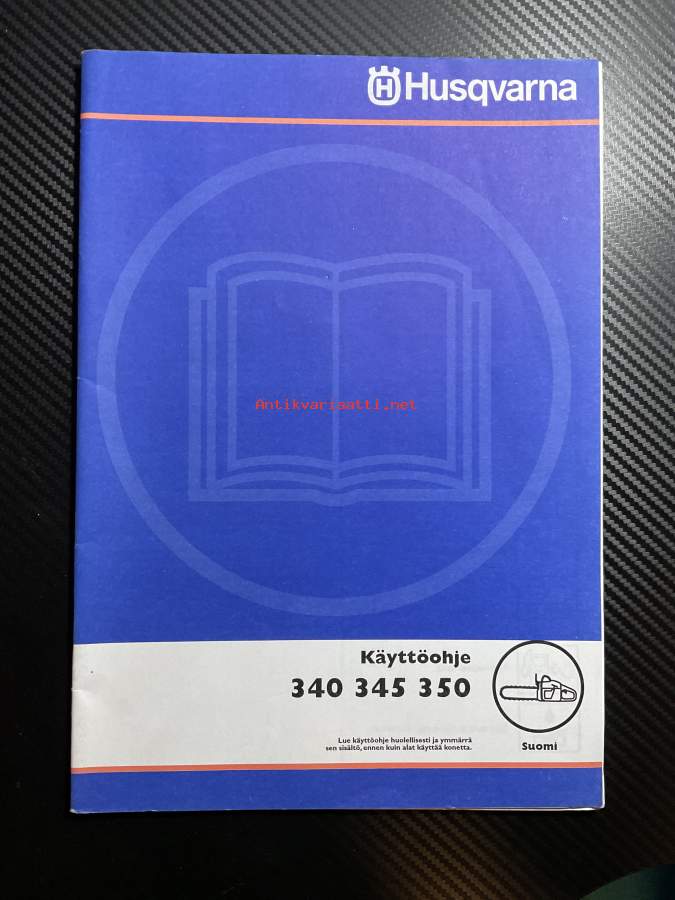 Husqvarna
Antikvarisaatti.net
Käyttöohje
340 345 350
Lue käyttöohje huolellisesti ja ymmärrä
sen sisältö, ennen kuin alat käyttää konetta.
Suomi